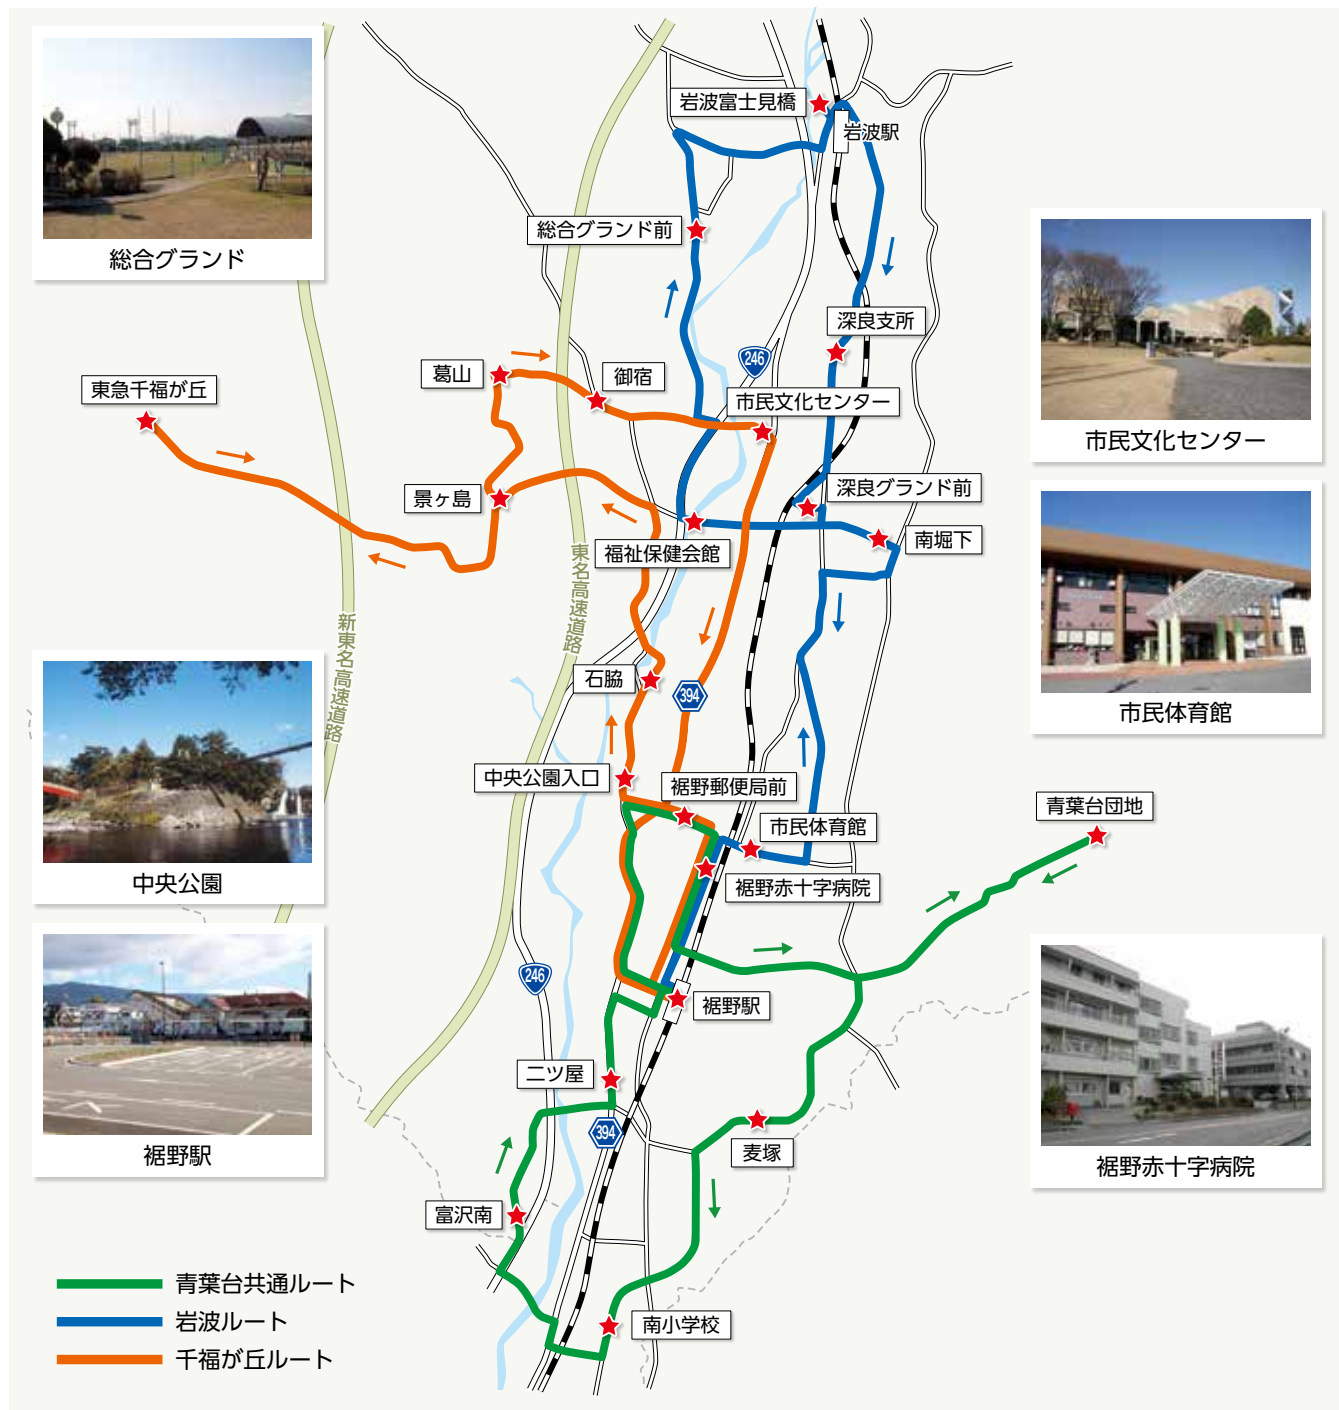 総合グランド
岩波富士見橋
岩波駅
総合グランド前
深良支所
246
葛山
御宿
東急千福が丘
市民文化センター
市民文化センター
景ヶ島
深良グランド前
福祉保健会館
南堀下
東名高速道路
新東名高速道路
石脇
394
市民体育館
中央公園入口
裾野郵便局前
市民体育館
青葉台団地
中央公園
裾野赤十字病院
246
裾野駅
二ツ屋
394
麦塚
裾野駅
裾野赤十字病院
富沢南
青葉台共通ルート
岩波ルート
千福が丘ルート
南小学校